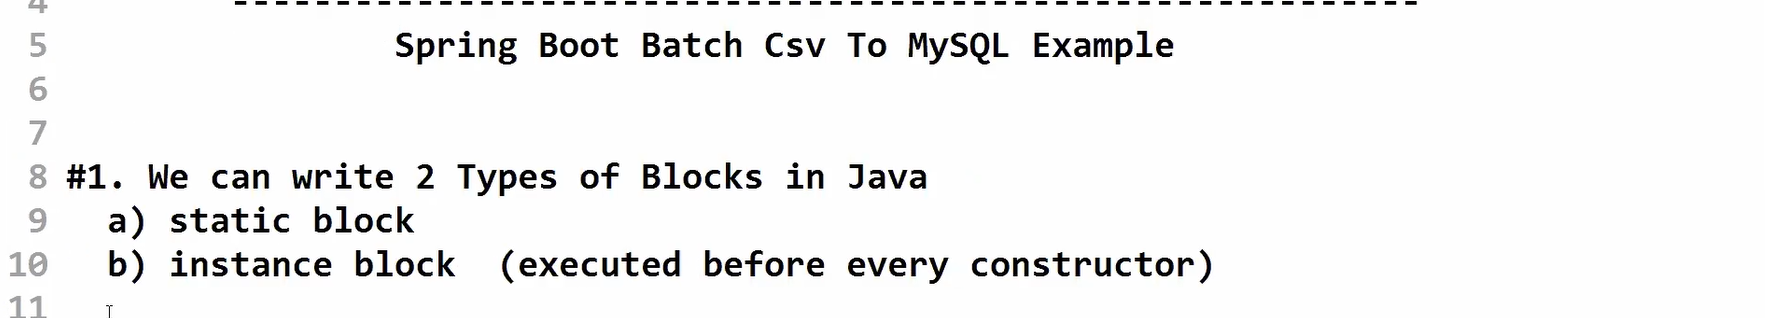 4 ----------------------------------------------------------
5 Spring Boot Batch Csv To MySQL Example
6
7
8 #1. We can write 2 Types of Blocks in Java
9 a) static block
10 b) instance block (executed before every constructor)
11